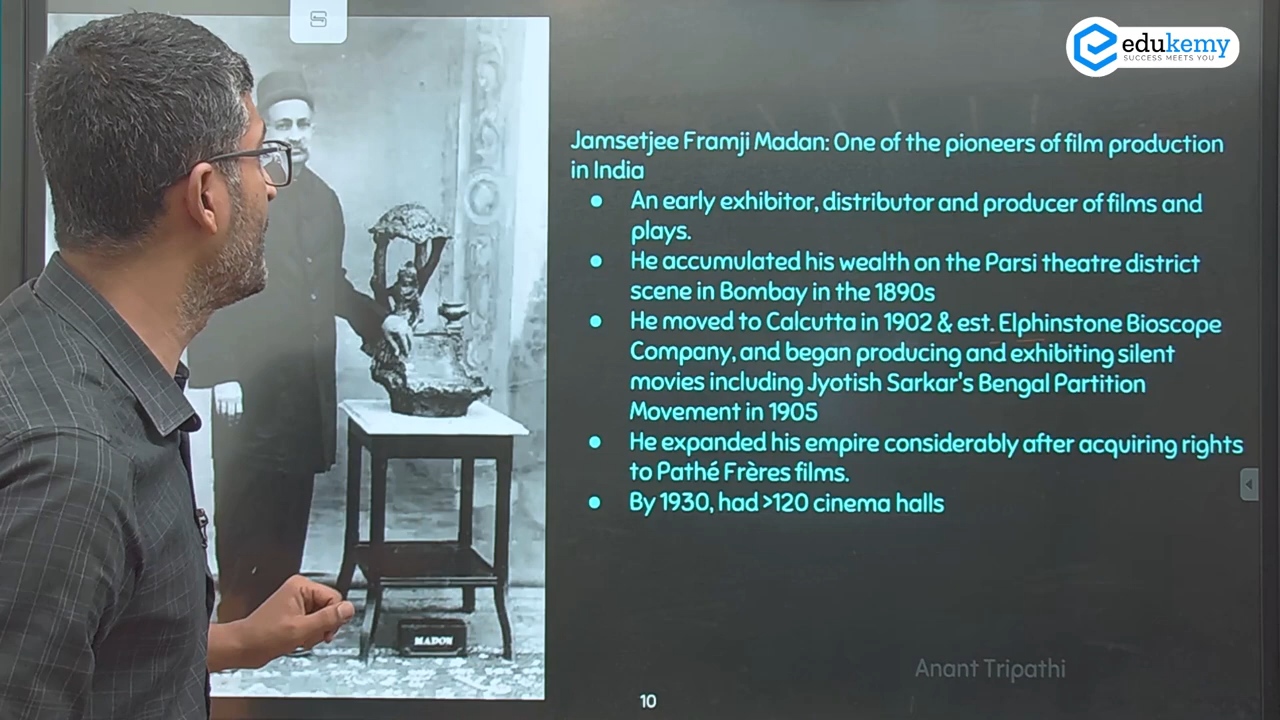 edukemy
SUCCESS MEETS YOU
Jamsetjee Framji Madan: One of the pioneers of film production
in India
● An early exhibitor, distributor and producer of films and
plays.
● He accumulated his wealth on the Parsi theatre district
scene in Bombay in the 1890s
● He moved to Calcutta in 1902 & est. Elphinstone Bioscope
Company, and began producing and exhibiting silent
movies including Jyotish Sarkar's Bengal Partition
Movement in 1905
● He expanded his empire considerably after acquiring rights
to Pathé Frères films.
● By 1930, had >120 cinema halls
MADON
Anant Tripathi
10